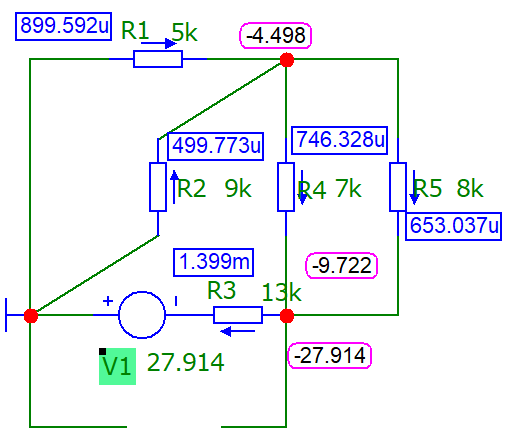 899.592u
R1 5k
-4.498
499.773u
746.328u
R2 9k
R4 7k
R5 8k
653.037u
1.399m
-9.722
R3 13k
+ -
V1 27.914
-27.914